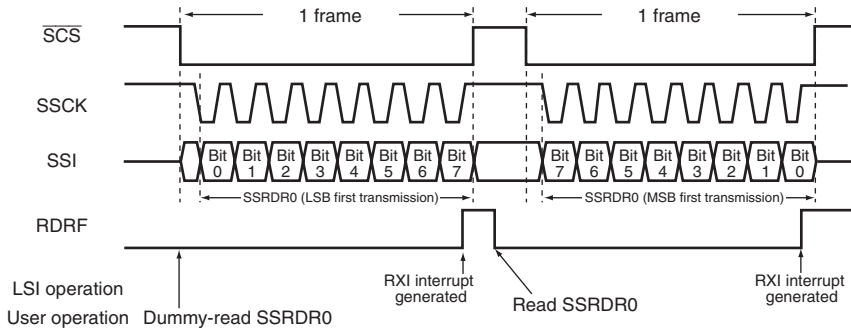 1 frame 1 frame
SCS
SSCK
SSI Bit 0 Bit 1 Bit 2 Bit 3 Bit 4 Bit 5 Bit 6 Bit 7 Bit 7 Bit 6 Bit 5 Bit 4 Bit 3 Bit 2 Bit 1 Bit 0
SSRDR0 (LSB first transmission) SSRDR0 (MSB first transmission)
RDRF
LSI operation RXI interrupt generated RXI interrupt generated
User operation Dummy-read SSRDR0 Read SSRDR0